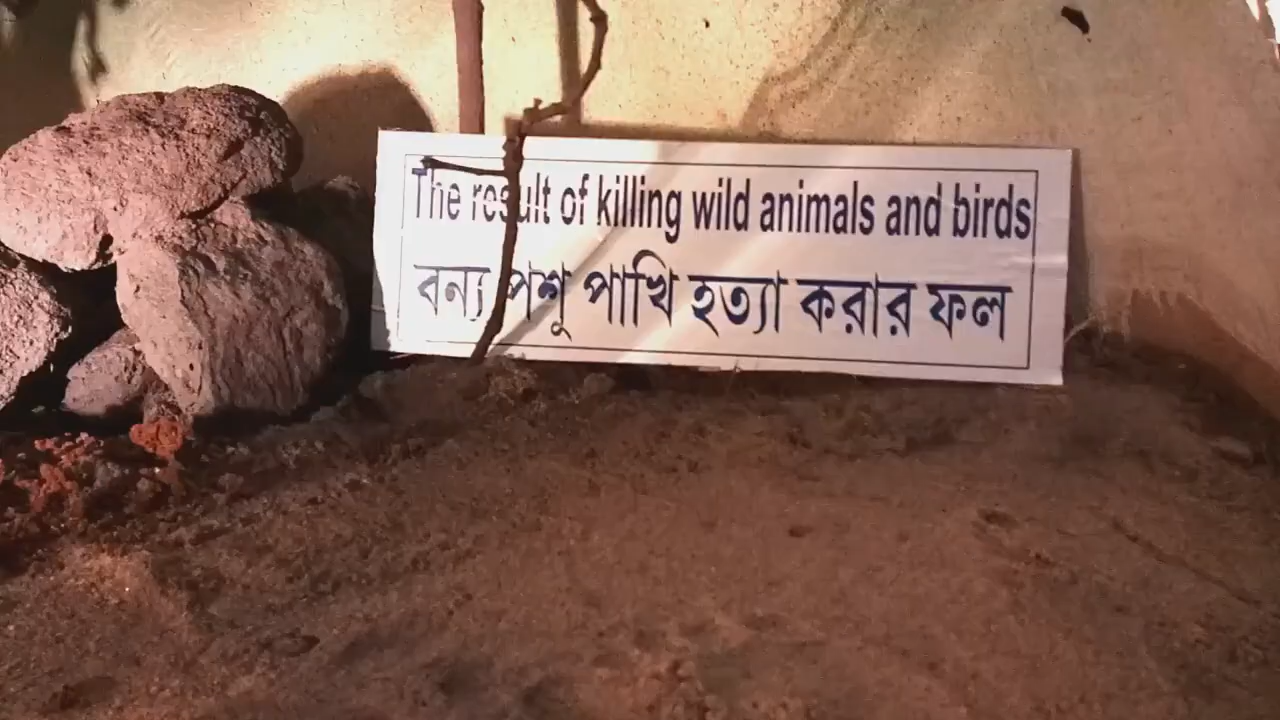 The result of killing wild animals and birds
বন্য পশূ পাখি হত্যা করার ফল